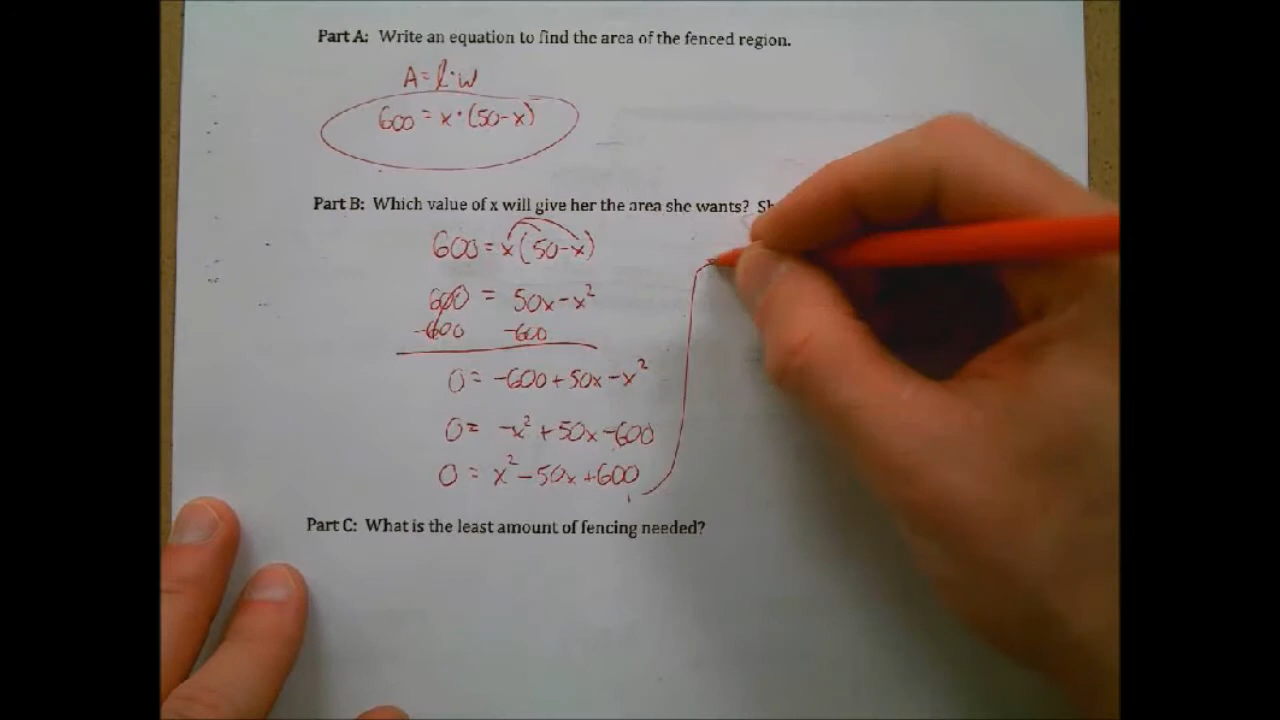 Part A: Write an equation to find the area of the fenced region.
A = l · w
600 = x · (50 - x)
Part B: Which value of x will give her the area she wants?
600 = x(50 - x)
600 = 50x - x²
-600 -600
0 = -600 + 50x - x²
0 = -x² + 50x - 600
0 = x² - 50x + 600
Part C: What is the least amount of fencing needed?